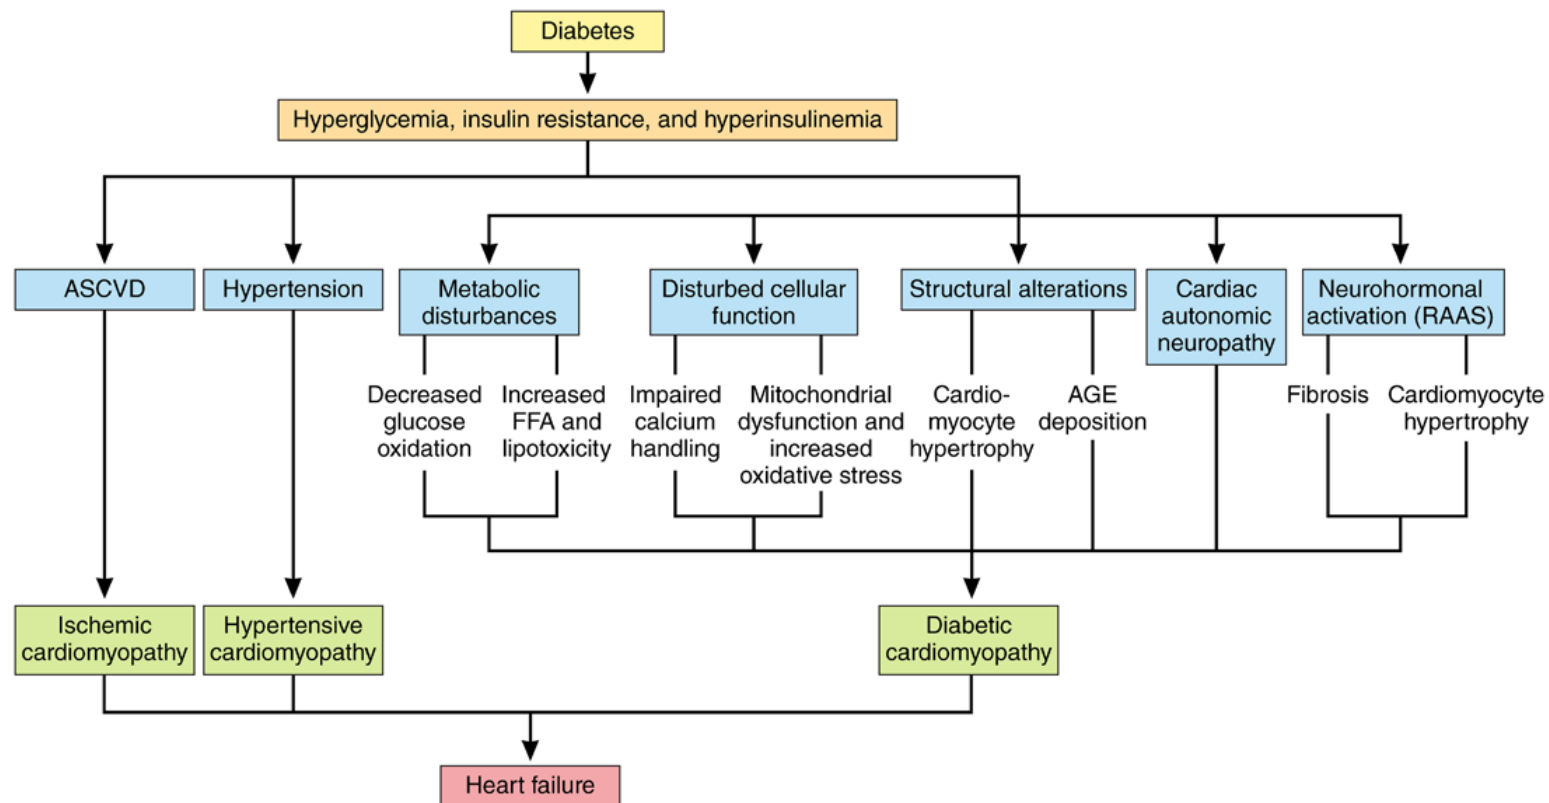 Diabetes
Hyperglycemia, insulin resistance, and hyperinsulinemia
ASCVD
Hypertension
Metabolic
disturbances
Disturbed cellular
function
Structural alterations
Cardiac
autonomic
neuropathy
Neurohormonal
activation (RAAS)
Decreased
glucose
oxidation
Increased
FFA and
lipotoxicity
Impaired
calcium
handling
Mitochondrial
dysfunction and
increased
oxidative stress
Cardio-
myocyte
hypertrophy
AGE
deposition
Fibrosis
Cardiomyocyte
hypertrophy
Ischemic
cardiomyopathy
Hypertensive
cardiomyopathy
Diabetic
cardiomyopathy
Heart failure